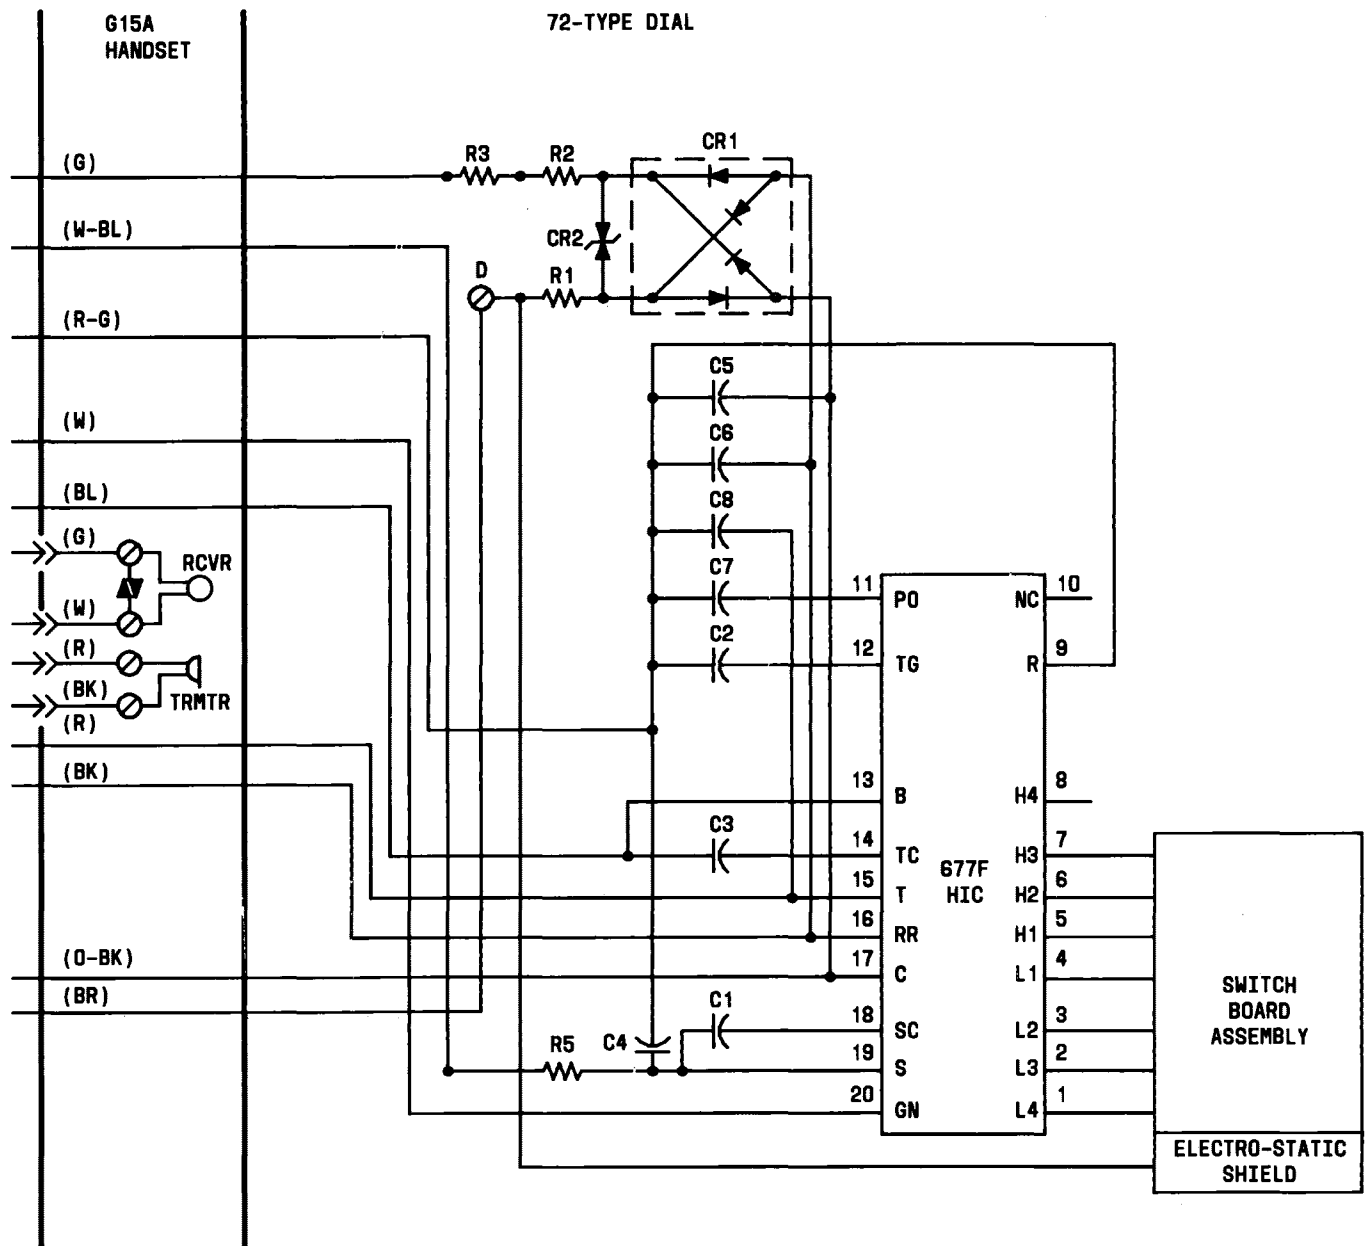 G15A
HANDSET
72-TYPE DIAL
(G)
R3
R2
CR1
(W-BL)
CR2
D
R1
(R-G)
C5
(W)
C6
(BL)
C8
(G)
RCVR
C7
11
PO
NC
10
(W)
C2
12
TG
R
9
(R)
(BK)
TRMTR
(R)
(BK)
13
B
H4
8
C3
14
TC
H3
7
677F
HIC
15
T
H2
6
16
RR
H1
5
(O-BK)
17
C
L1
4
(BR)
C1
18
SC
L2
3
R5
C4
19
S
L3
2
20
GN
L4
1
SWITCH
BOARD
ASSEMBLY
ELECTRO-STATIC
SHIELD